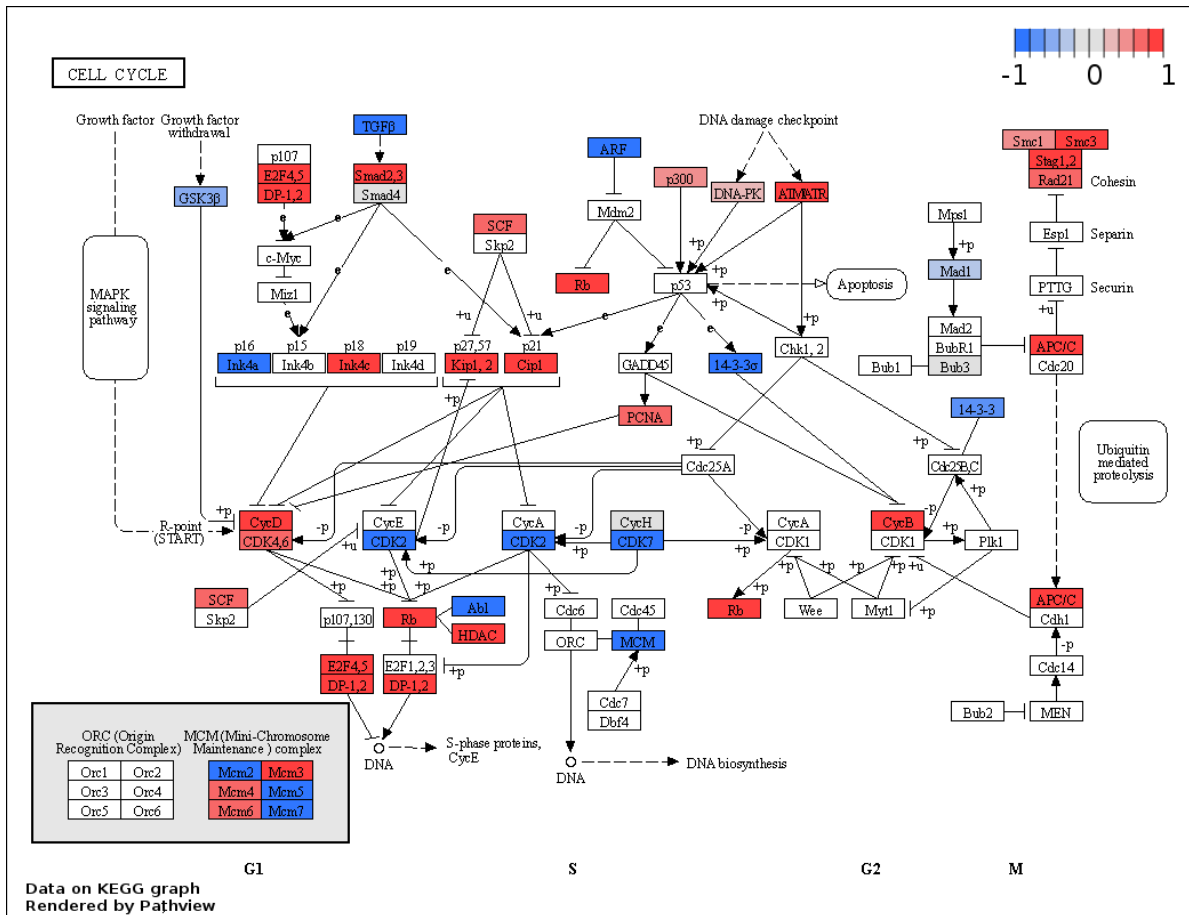 CELL CYCLE
-1 0 1
Growth factor
Growth factor
withdrawal
TGFβ
DNA damage checkpoint
p107
E2F4,5
DP-1,2
Smad2,3
Smad4
ARF
p300
DNA-PK
ATM/ATR
Smc1
Smc3
Stag1,2
Rad21
Cohesin
GSK3β
e
e
e
SCF
Skp2
Mdm2
+p
+p
Mps1
+p
Esp1
Separin
c-Myc
Miz1
e
Rb
p53
+p
Apoptosis
Mad1
PTTG
Securin
MAPK
signaling
pathway
+u
+u
e
e
e
+p
+u
p16
Ink4a
p15
Ink4b
p18
Ink4c
p19
Ink4d
p27,57
Kip1, 2
p21
Cip1
GADD45
14-3-3σ
Chk1, 2
Mad2
BubR1
Bub3
Bub1
APC/C
Cdc20
+p
PCNA
14-3-3
Ubiquitin
mediated
proteolysis
+p
Cdc25A
+p
Cdc25B,C
R-point
(START)
+p
CycD
CDK4,6
-p
+u
CycE
CDK2
-p
CycA
CDK2
-p
+p
CycH
CDK7
-p
+p
CycA
CDK1
CycB
CDK1
-p
+p
+p
Plk1
+u
+p
+p
+p
+p
+p
+p
+p
+p
+p
SCF
Skp2
p107,130
Rb
Abl
HDAC
Cdc6
ORC
Cdc45
MCM
+p
Rb
Wee
Myt1
APC/C
Cdh1
-p
E2F4,5
DP-1,2
E2F1,2,3
DP-1,2
+p
Cdc7
Dbf4
Cdc14
Bub2
MEN
DNA
S-phase proteins,
CycE
DNA
DNA biosynthesis
ORC (Origin
Recognition Complex)
MCM (Mini-Chromosome
Maintenance ) complex
Orc1 Orc2
Orc3 Orc4
Orc5 Orc6
Mcm2 Mcm3
Mcm4 Mcm5
Mcm6 Mcm7
G1 S G2 M
Data on KEGG graph
Rendered by Pathview